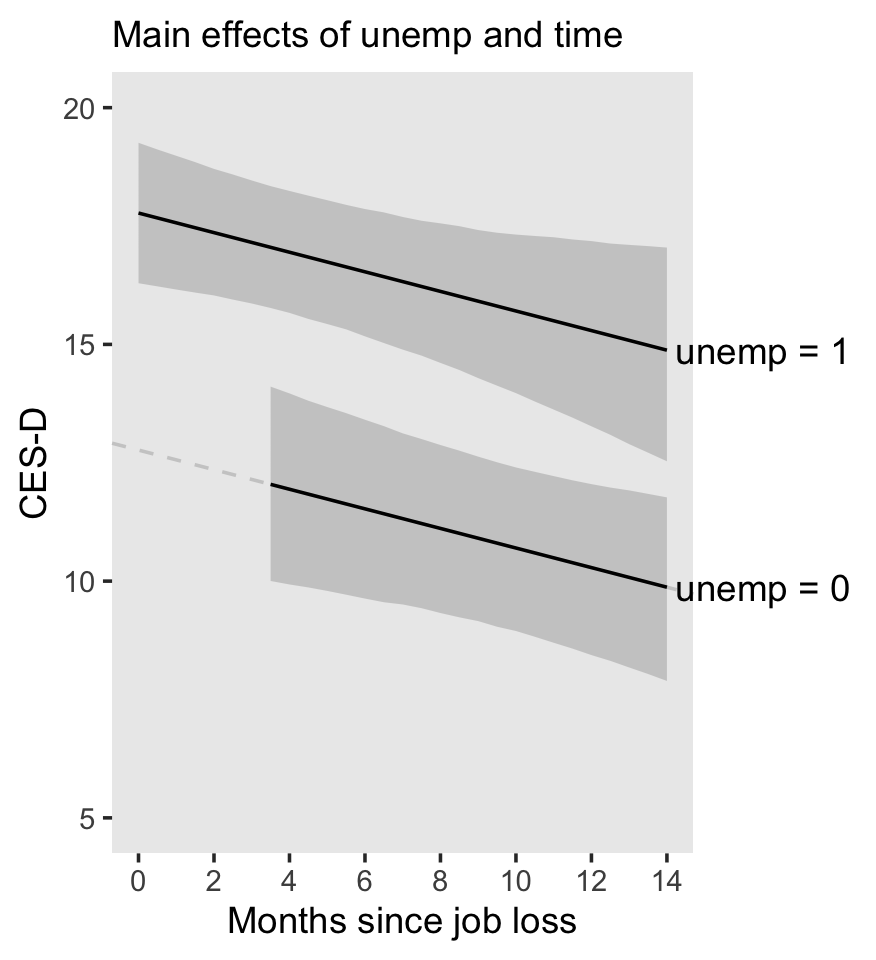 Main effects of unemp and time
20
15
10
5
CES-D
unemp = 1
unemp = 0
0 2 4 6 8 10 12 14
Months since job loss